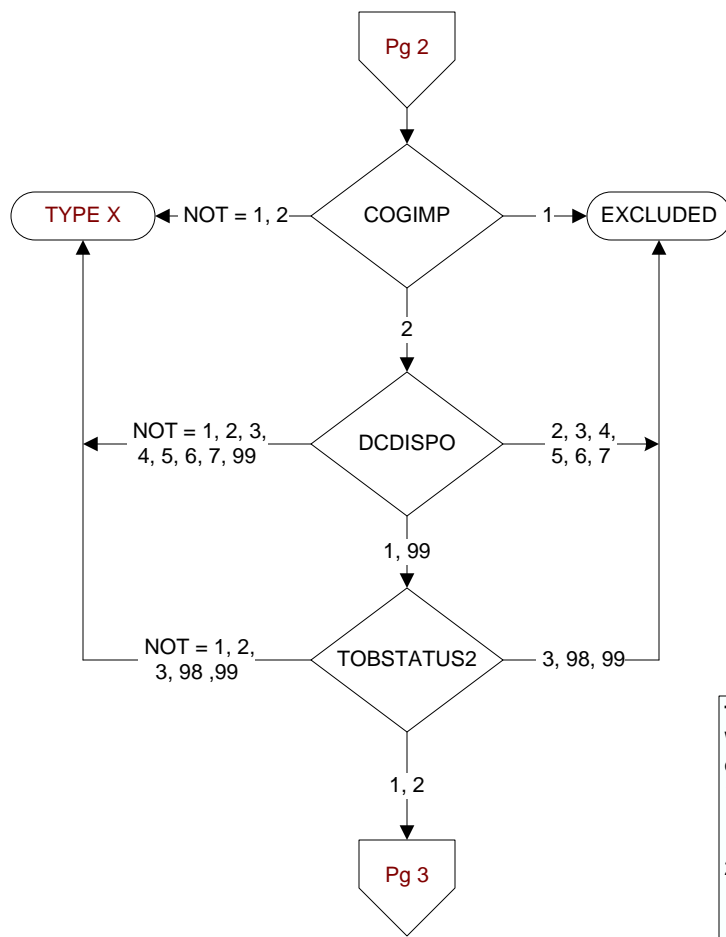 Pg 2
TYPE X
NOT = 1, 2
COGIMP
1
EXCLUDED
2
NOT = 1, 2, 3,
4, 5, 6, 7, 99
DCDISPO
2, 3, 4,
5, 6, 7
1, 99
NOT = 1, 2,
3, 98 ,99
TOBSTATUS2
3, 98, 99
1, 2
Pg 3